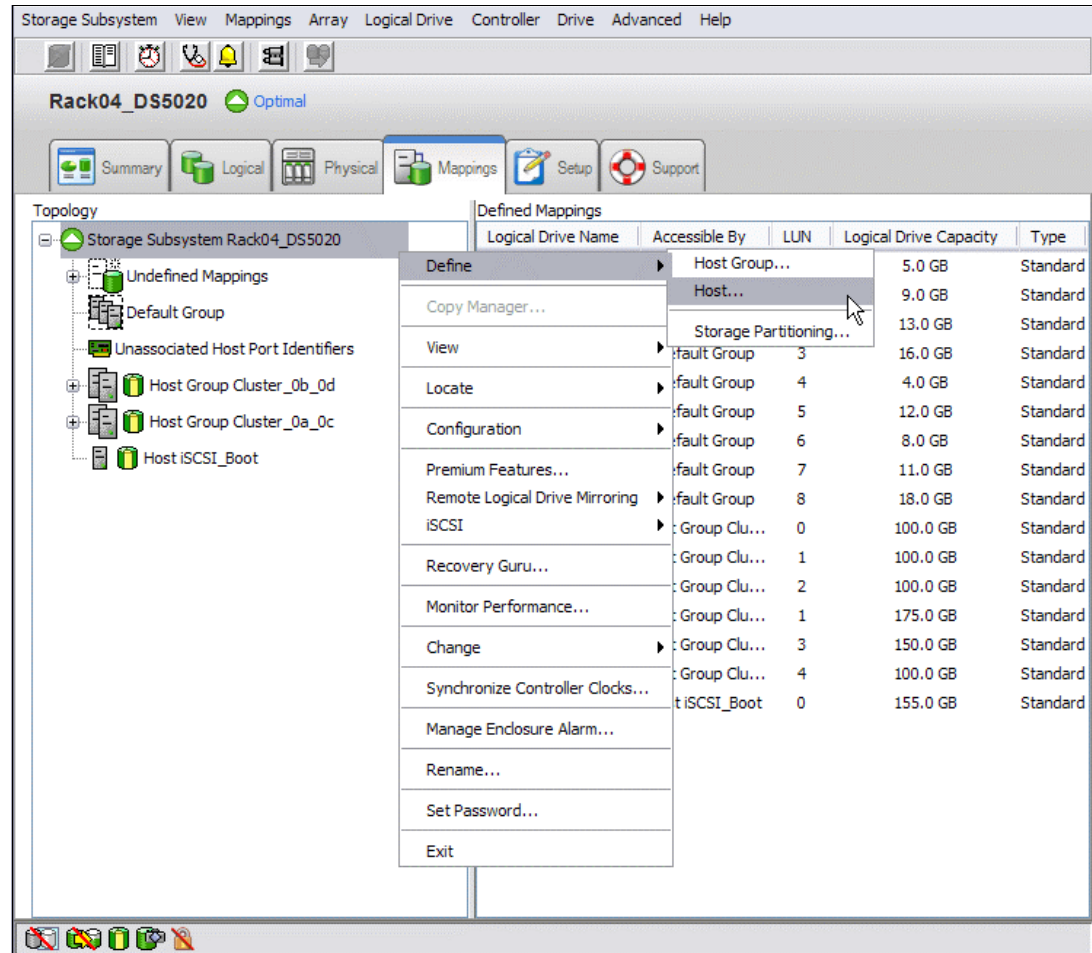 Storage Subsystem View Mappings Array Logical Drive Controller Drive Advanced Help
Rack04_DS5020 Optimal
Summary Logical Physical Mappings Setup Support
Topology
Defined Mappings
Storage Subsystem Rack04_DS5020
Undefined Mappings
Default Group
Unassociated Host Port Identifiers
Host Group Cluster_0b_0d
Host Group Cluster_0a_0c
Host iSCSI_Boot
Define
Copy Manager...
View
Locate
Configuration
Premium Features...
Remote Logical Drive Mirroring
iSCSI
Recovery Guru...
Monitor Performance...
Change
Synchronize Controller Clocks...
Manage Enclosure Alarm...
Rename...
Set Password...
Exit
Host Group...
Host...
Storage Partitioning...
Logical Drive Name Accessible By LUN Logical Drive Capacity Type
5.0 GB Standard
9.0 GB Standard
13.0 GB Standard
efault Group 3 16.0 GB Standard
efault Group 4 4.0 GB Standard
efault Group 5 12.0 GB Standard
efault Group 6 8.0 GB Standard
efault Group 7 11.0 GB Standard
efault Group 8 18.0 GB Standard
t Group Clu... 0 100.0 GB Standard
t Group Clu... 1 100.0 GB Standard
t Group Clu... 2 100.0 GB Standard
t Group Clu... 1 175.0 GB Standard
t Group Clu... 3 150.0 GB Standard
t Group Clu... 4 100.0 GB Standard
t iSCSI_Boot 0 155.0 GB Standard